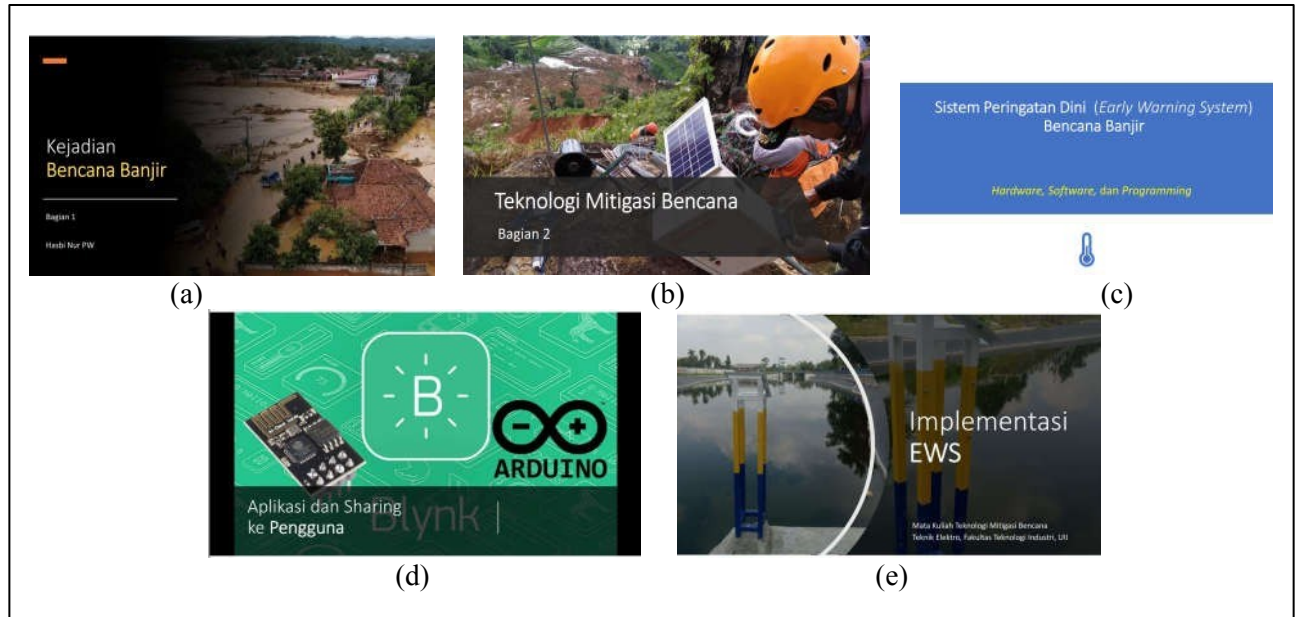 Kejadian
Bencana Banjir
Bagian 1
Hasbi Nur PW
(a)
Teknologi Mitigasi Bencana
Bagian 2
(b)
Sistem Peringatan Dini (Early Warning System)
Bencana Banjir
Hardware, Software, dan Programming
(c)
B
ARDUINO
Blynk
Aplikasi dan Sharing
ke Pengguna
(d)
Implementasi
EWS
Mata Kuliah Teknologi Mitigasi Bencana
Teknik Elektro, Fakultas Teknologi Industri, UII
(e)